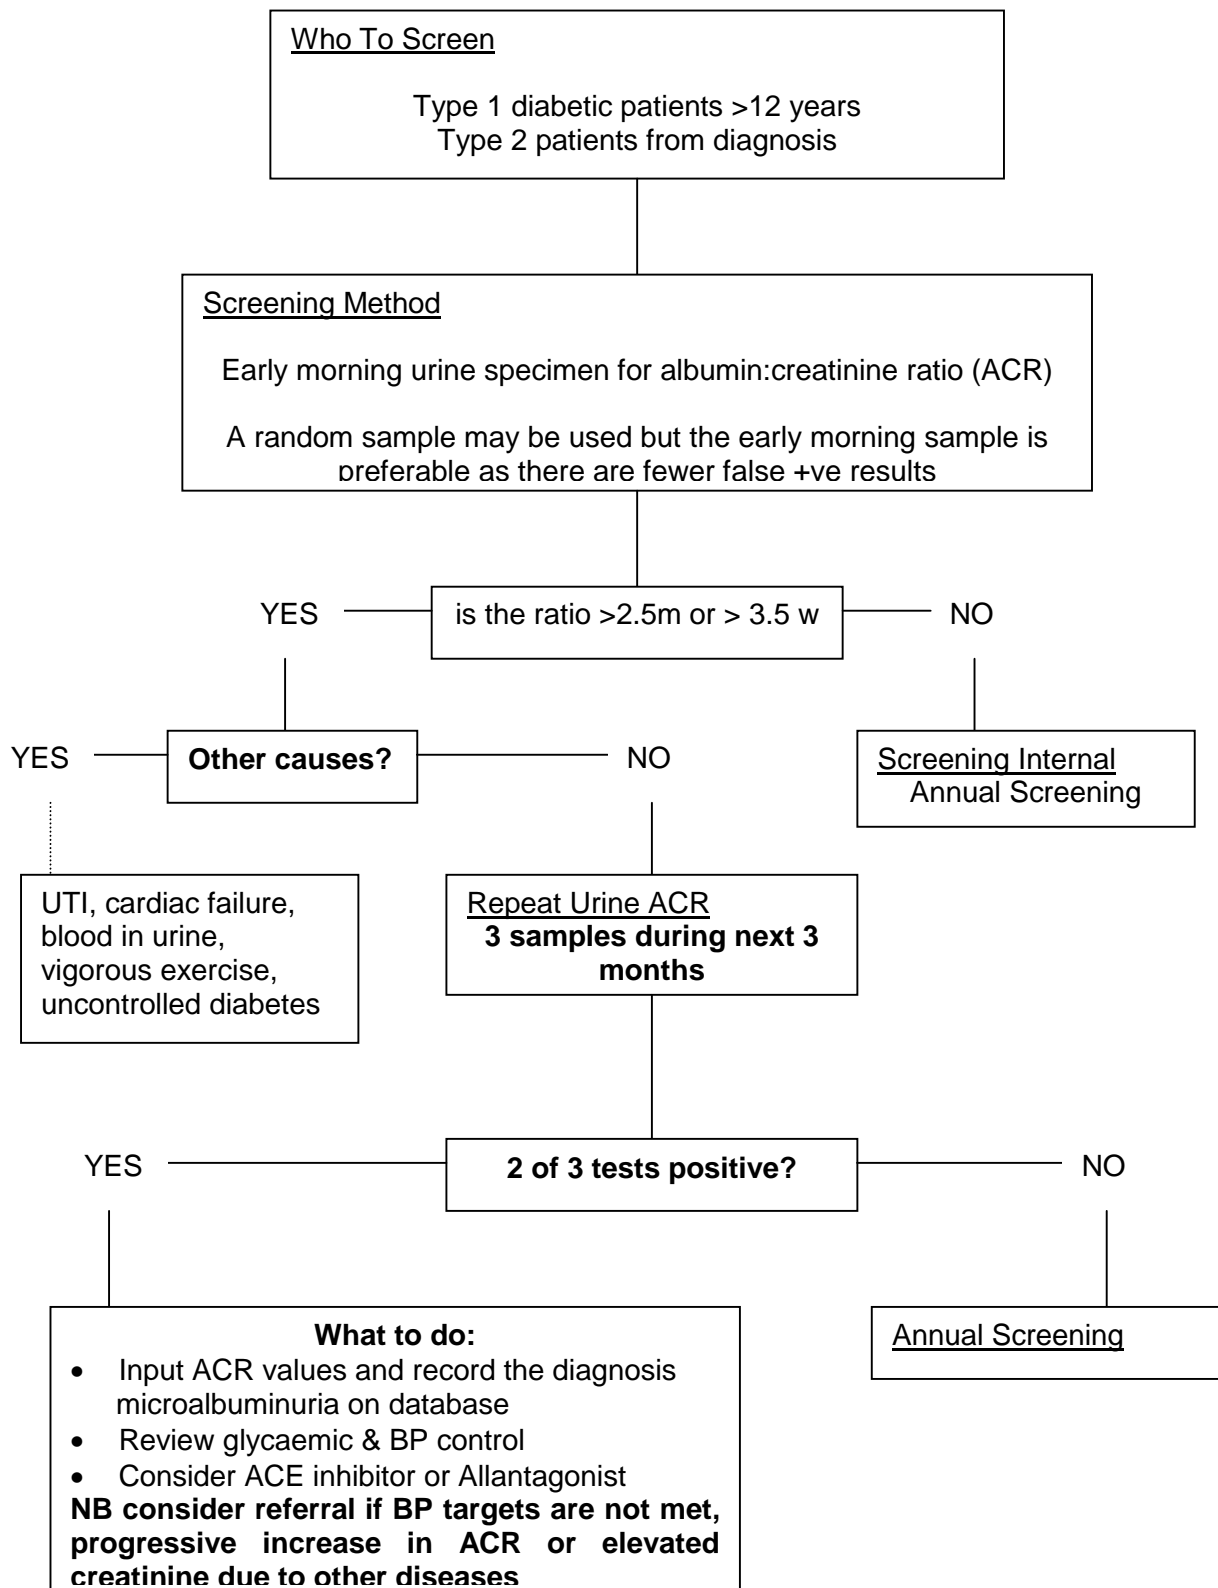 Who To Screen
Type 1 diabetic patients >12 years
Type 2 patients from diagnosis
Screening Method
Early morning urine specimen for albumin:creatinine ratio (ACR)
A random sample may be used but the early morning sample is
preferable as there are fewer false +ve results
YES
is the ratio >2.5m or > 3.5 w
NO
YES
Other causes?
NO
Screening Internal
Annual Screening
UTI, cardiac failure,
blood in urine,
vigorous exercise,
uncontrolled diabetes
Repeat Urine ACR
3 samples during next 3
months
YES
2 of 3 tests positive?
NO
What to do:
• Input ACR values and record the diagnosis
microalbuminuria on database
• Review glycaemic & BP control
• Consider ACE inhibitor or Allantagonist
NB consider referral if BP targets are not met,
progressive increase in ACR or elevated
creatinine due to other diseases
Annual Screening